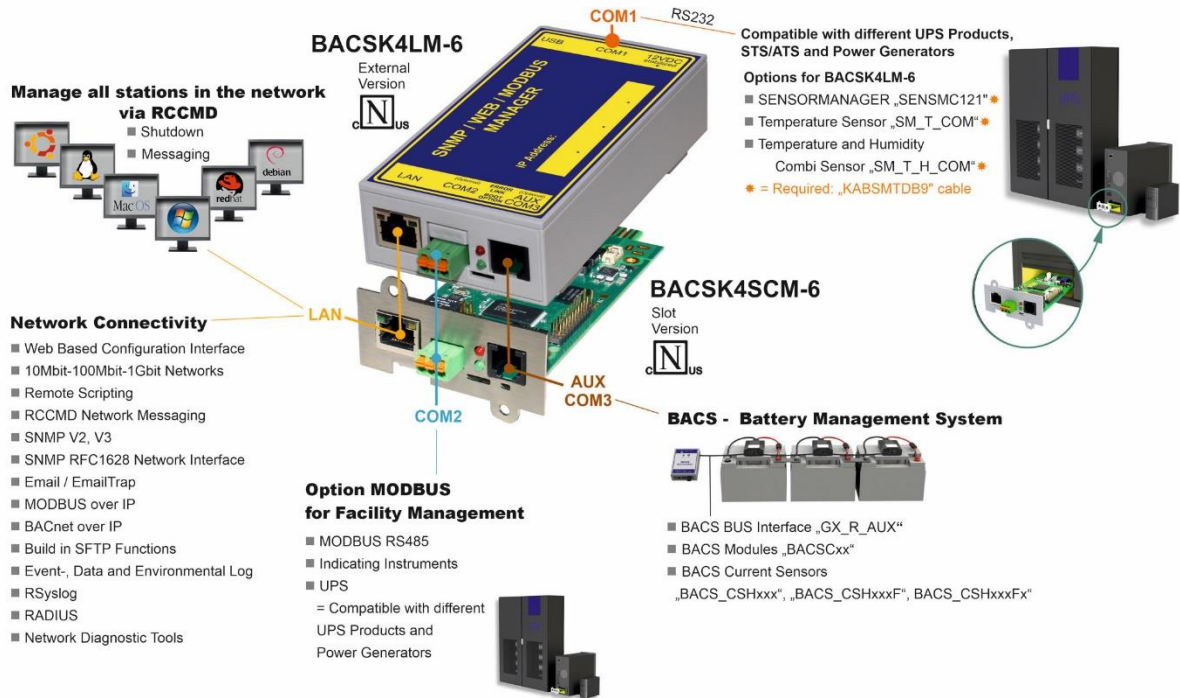 COM1
RS232
BACSK4LM-6
External
Version
C N US
USB
COM1
12VDC
SNMP / WEB / MODBUS
MANAGER
IP Address:
LAN
COM2
ERROR
LINK
AUX
COM3
Compatible with different UPS Products,
STS/ATS and Power Generators
Options for BACSK4LM-6
■ SENSORMANAGER „SENSMC121"✸
■ Temperature Sensor „SM_T_COM“✸
■ Temperature and Humidity
Combi Sensor „SM_T_H_COM“✸
✸ = Required: „KABSMTDB9" cable
UPS
Manage all stations in the network
via RCCMD
■ Shutdown
■ Messaging
Mac OS
redhat
debian
BACSK4SCM-6
Slot
Version
C N US
LAN
COM2
AUX
COM3
Network Connectivity
■ Web Based Configuration Interface
■ 10Mbit-100Mbit-1Gbit Networks
■ Remote Scripting
■ RCCMD Network Messaging
■ SNMP V2, V3
■ SNMP RFC1628 Network Interface
■ Email / EmailTrap
■ MODBUS over IP
■ BACnet over IP
■ Build in SFTP Functions
■ Event-, Data and Environmental Log
■ RSyslog
■ RADIUS
■ Network Diagnostic Tools
Option MODBUS
for Facility Management
■ MODBUS RS485
■ Indicating Instruments
■ UPS
= Compatible with different
UPS Products and
Power Generators
BACS - Battery Management System
■ BACS BUS Interface „GX_R_AUX“
■ BACS Modules „BACSCxx“
■ BACS Current Sensors
„BACS_CSHxxx“, „BACS_CSHxxxF“, BACS_CSHxxxFx“